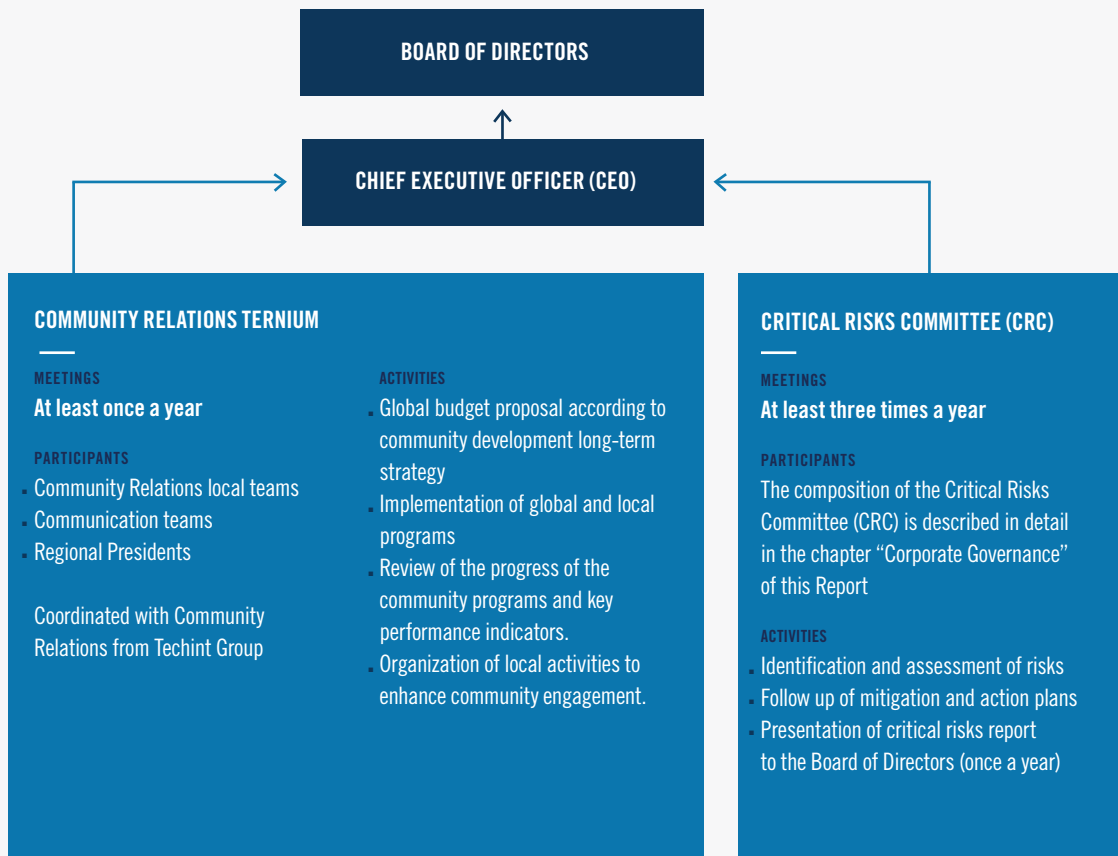 BOARD OF DIRECTORS
CHIEF EXECUTIVE OFFICER (CEO)
COMMUNITY RELATIONS TERNIUM
MEETINGS
At least once a year
PARTICIPANTS
Community Relations local teams
Communication teams
Regional Presidents
Coordinated with Community
Relations from Techint Group
ACTIVITIES
Global budget proposal according to
community development long-term
strategy
Implementation of global and local
programs
Review of the progress of the
community programs and key
performance indicators.
Organization of local activities to
enhance community engagement.
CRITICAL RISKS COMMITTEE (CRC)
MEETINGS
At least three times a year
PARTICIPANTS
The composition of the Critical Risks
Committee (CRC) is described in detail
in the chapter “Corporate Governance”
of this Report
ACTIVITIES
Identification and assessment of risks
Follow up of mitigation and action plans
Presentation of critical risks report
to the Board of Directors (once a year)